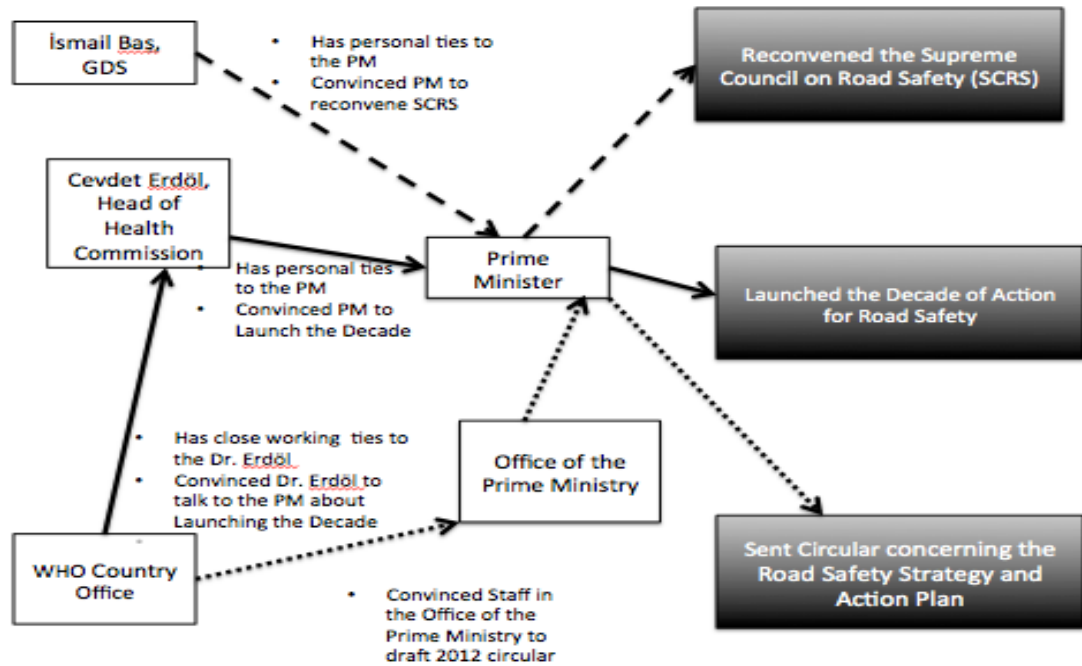 İsmail Bas,
GDS
• Has personal ties to
the PM
• Convinced PM to
reconvene SCRS
Reconvened the Supreme
Council on Road Safety (SCRS)
Cevdet Erdöl,
Head of
Health
Commission
• Has personal ties
to the PM
• Convinced PM to
Launch the Decade
Prime
Minister
Launched the Decade of Action
for Road Safety
• Has close working ties to
the Dr. Erdöl
• Convinced Dr. Erdöl to
talk to the PM about
Launching the Decade
Office of the
Prime Ministry
WHO Country
Office
• Convinced Staff in
the Office of the
Prime Ministry to
draft 2012 circular
Sent Circular concerning the
Road Safety Strategy and
Action Plan